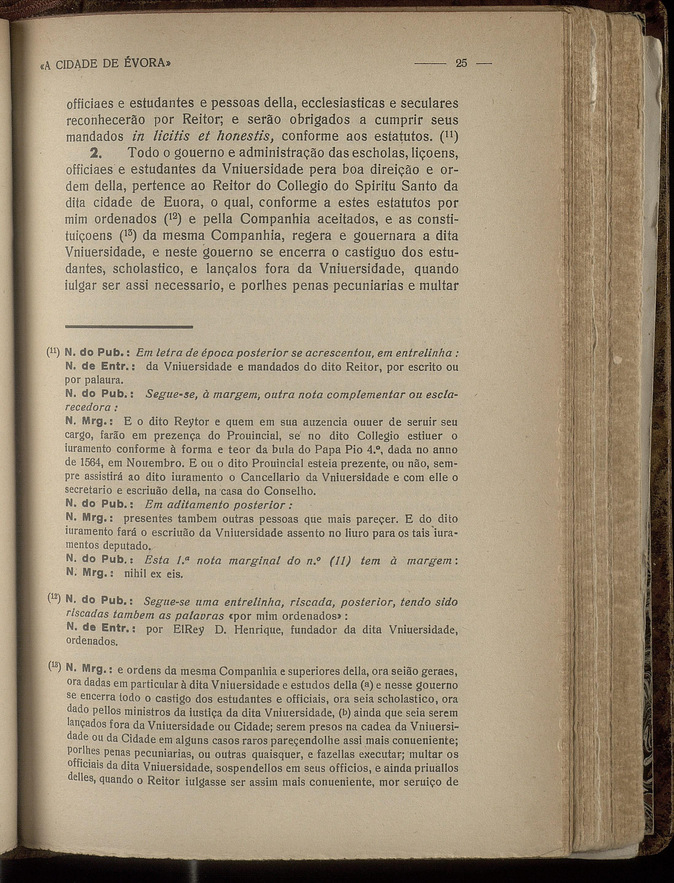 «A CIDADE DE ÉVORA» —— 25 —
officiaes e estudantes e pessoas della, ecclesiasticas e seculares
reconhecerão por Reitor; e serão obrigados a cumprir seus
mandados in licitis et honestis, conforme aos estatutos. (¹¹)
2. Todo o gouerno e administração das escholas, liçoens,
officiaes e estudantes da Vniuersidade pera boa direição e or-
dem della, pertence ao Reitor do Collegio do Spiritu Santo da
dita cidade de Euora, o qual, conforme a estes estatutos por
mim ordenados (¹²) e pella Companhia aceitados, e as consti-
tuiçoens (¹³) da mesma Companhia, regera e gouernara a dita
Vniuersidade, e neste gouerno se encerra o castiguo dos estu-
dantes, scholastico, e lançalos fora da Vniuersidade, quando
iulgar ser assi necessario, e porlhes penas pecuniarias e multar
(¹¹) N. do Pub.: Em letra de época posterior se acrescentou, em entrelinha:
N. de Entr.: da Vniuersidade e mandados do dito Reitor, por escrito ou
por palaura.
N. do Pub.: Segue-se, à margem, outra nota complementar ou escla-
recedora:
N. Mrg.: E o dito Reytor e quem em sua auzencia ouuer de seruir seu
cargo, farão em prezença do Prouincial, se no dito Collegio estiuer o
iuramento conforme à forma e teor da bula do Papa Pio 4.º, dada no anno
de 1564, em Nouembro. E ou o dito Prouincial esteia prezente, ou não, sem-
pre assistirá ao dito iuramento o Cancellario da Vniuersidade e com elle o
secretario e escriuão della, na casa do Conselho.
N. do Pub.: Em aditamento posterior:
N. Mrg.: presentes tambem outras pessoas que mais pareçer. E do dito
iuramento fará o escriuão da Vniuersidade assento no liuro para os tais iura-
mentos deputado.
N. do Pub.: Esta 1.ª nota marginal do n.º (11) tem à margem:
N. Mrg.: nihil ex eis.
(¹²) N. do Pub.: Segue-se uma entrelinha, riscada, posterior, tendo sido
riscadas tambem as palavras «por mim ordenados»:
N. de Entr.: por ElRey D. Henrique, fundador da dita Vniuersidade,
ordenados.
(¹³) N. Mrg.: e ordens da mesma Companhia e superiores della, ora seião geraes,
ora dadas em particular à dita Vniuersidade e estudos della (a) e nesse gouerno
se encerra todo o castigo dos estudantes e officiais, ora seia scholastico, ora
dado pellos ministros da iustiça da dita Vniuersidade, (b) ainda que seia serem
lançados fora da Vniuersidade ou Cidade; serem presos na cadea da Vniuersi-
dade ou da Cidade em alguns casos raros pareçendolhe assi mais conueniente;
porlhes penas pecuniarias, ou outras quaisquer, e fazellas executar; multar os
officiais da dita Vniuersidade, sospendellos em seus officios, e ainda priuallos
delles, quando o Reitor iulgasse ser assim mais conueniente, mor seruiço de